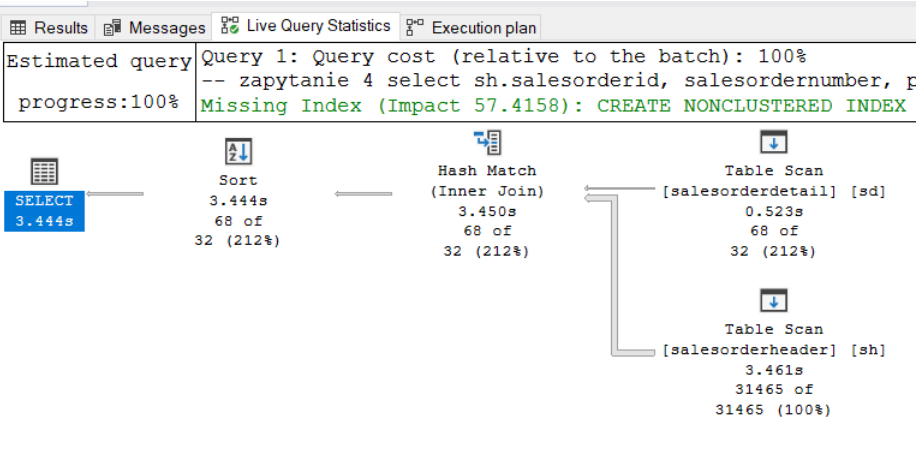 Results Messages Live Query Statistics Execution plan
Estimated query
progress:100%
Query 1: Query cost (relative to the batch): 100%
-- zapytanie 4 select sh.salesorderid, salesordernumber, p
Missing Index (Impact 57.4158): CREATE NONCLUSTERED INDEX
SELECT
3.444s
Sort
3.444s
68 of
32 (212%)
Hash Match
(Inner Join)
3.450s
68 of
32 (212%)
Table Scan
[salesorderdetail] [sd]
0.523s
68 of
32 (212%)
Table Scan
[salesorderheader] [sh]
3.461s
31465 of
31465 (100%)